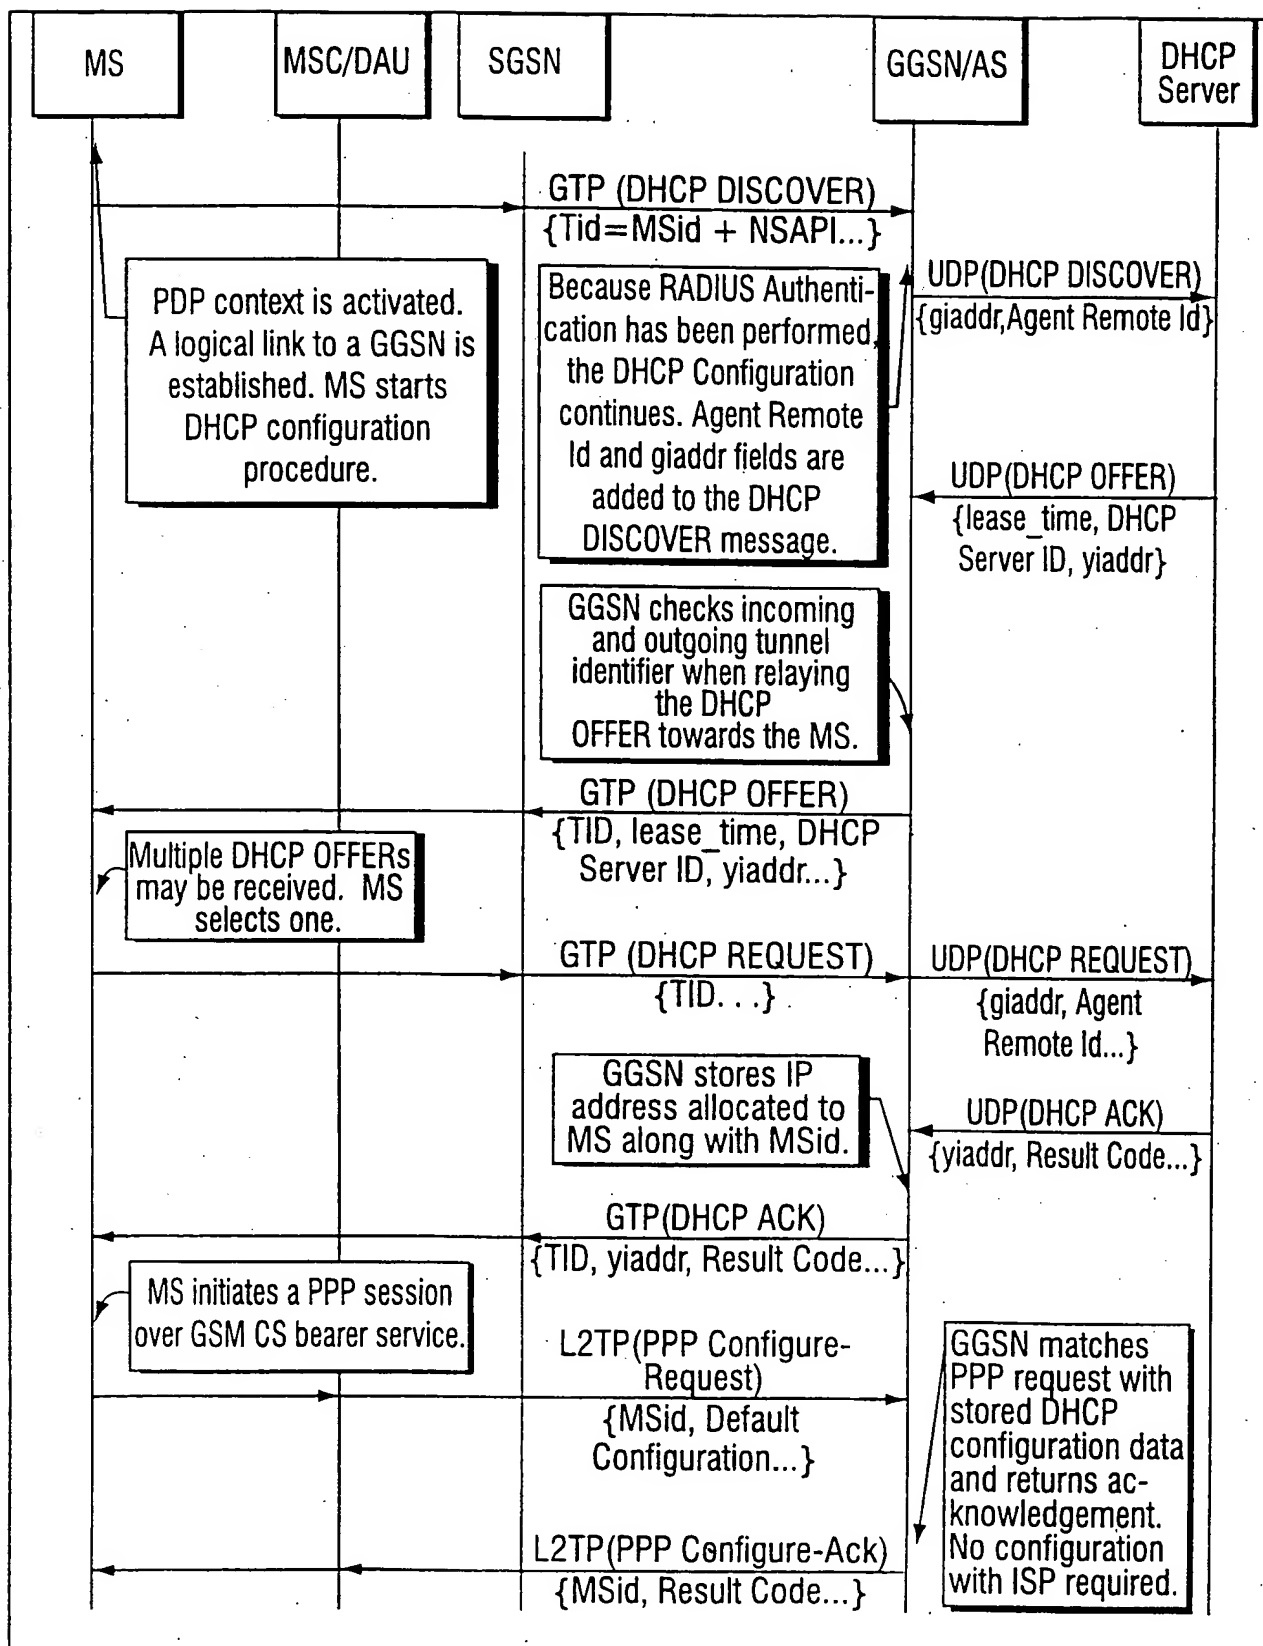 MS
MSC/DAU
SGSN
GGSN/AS
DHCP
Server
GTP (DHCP DISCOVER)
{Tid=MSid + NSAPI...}
PDP context is activated.
A logical link to a GGSN is
established. MS starts
DHCP configuration
procedure.
Because RADIUS Authenti-
cation has been performed,
the DHCP Configuration
continues. Agent Remote
Id and giaddr fields are
added to the DHCP
DISCOVER message.
UDP(DHCP DISCOVER)
{giaddr,Agent Remote Id}
UDP(DHCP OFFER)
{lease_time, DHCP
Server ID, yiaddr}
GGSN checks incoming
and outgoing tunnel
identifier when relaying
the DHCP
OFFER towards the MS.
GTP (DHCP OFFER)
{TID, lease_time, DHCP
Server ID, yiaddr...}
Multiple DHCP OFFERs
may be received. MS
selects one.
GTP (DHCP REQUEST)
{TID. . .}
UDP(DHCP REQUEST)
{giaddr, Agent
Remote Id...}
GGSN stores IP
address allocated to
MS along with MSid.
UDP(DHCP ACK)
{yiaddr, Result Code...}
GTP(DHCP ACK)
{TID, yiaddr, Result Code...}
MS initiates a PPP session
over GSM CS bearer service.
L2TP(PPP Configure-
Request)
{MSid, Default
Configuration...}
GGSN matches
PPP request with
stored DHCP
configuration data
and returns ac-
knowledgement.
No configuration
with ISP required.
L2TP(PPP Configure-Ack)
{MSid, Result Code...}